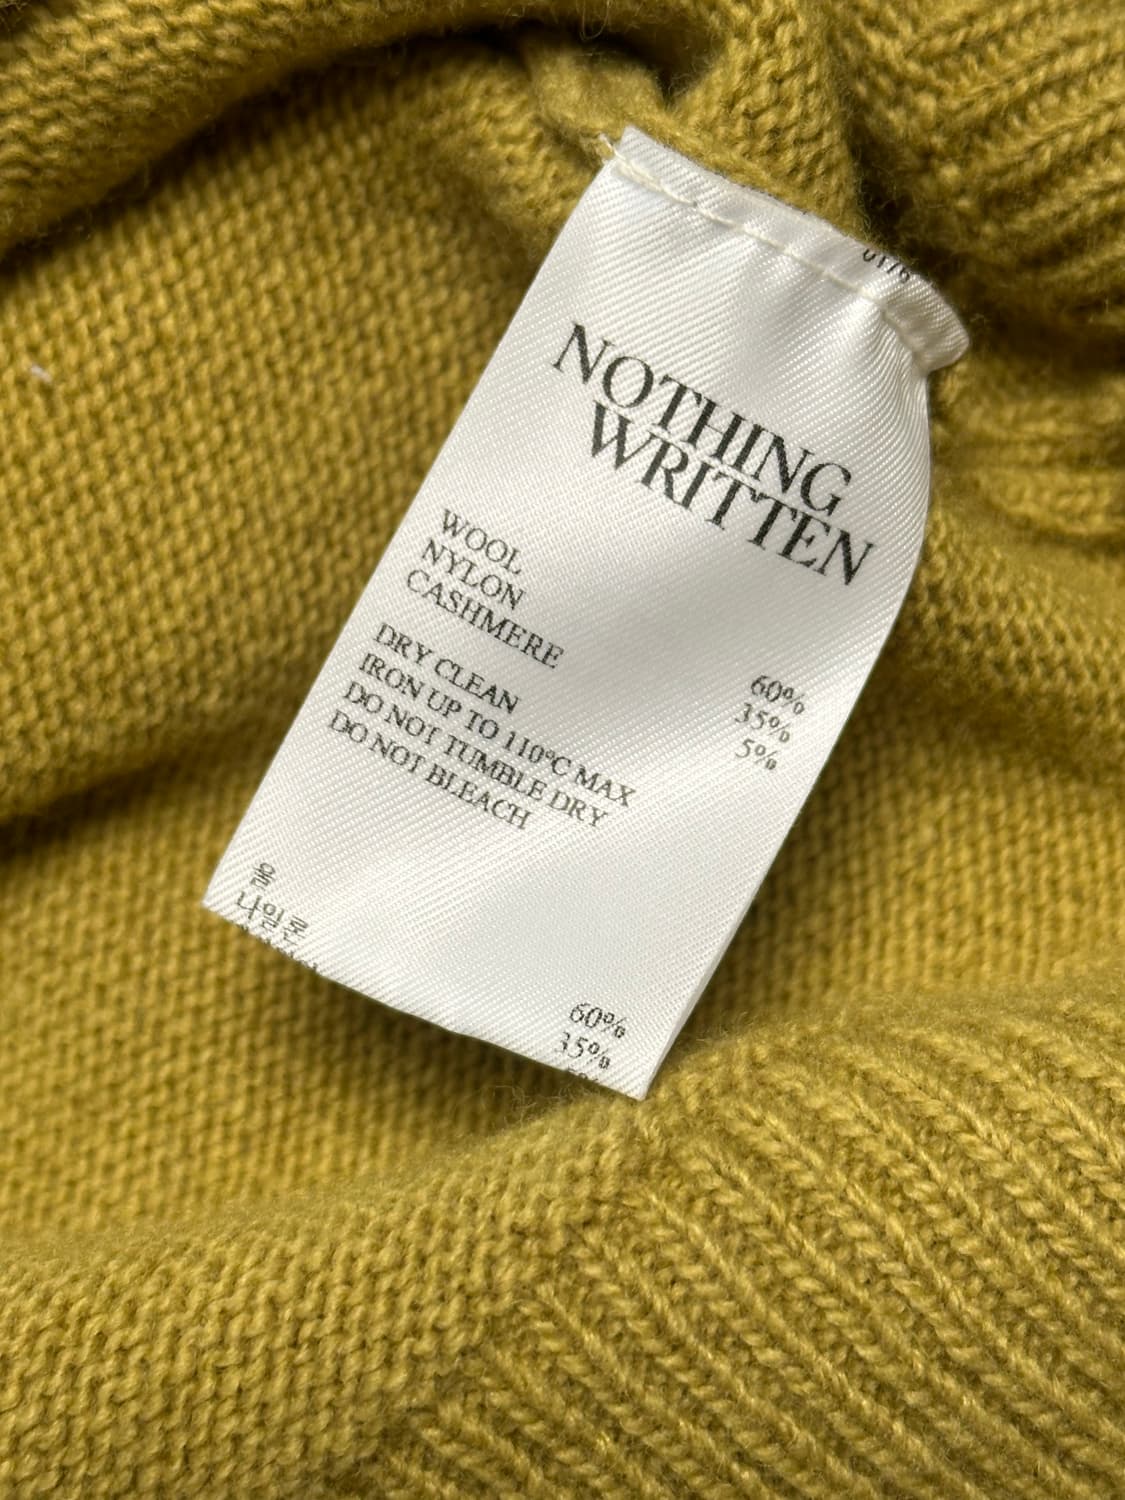 NOTHING
WRITTEN
WOOL 60%
NYLON 35%
CASHMERE 5%
DRY CLEAN
IRON UP TO 110°C MAX
DO NOT TUMBLE DRY
DO NOT BLEACH
울 60%
나일론 35%